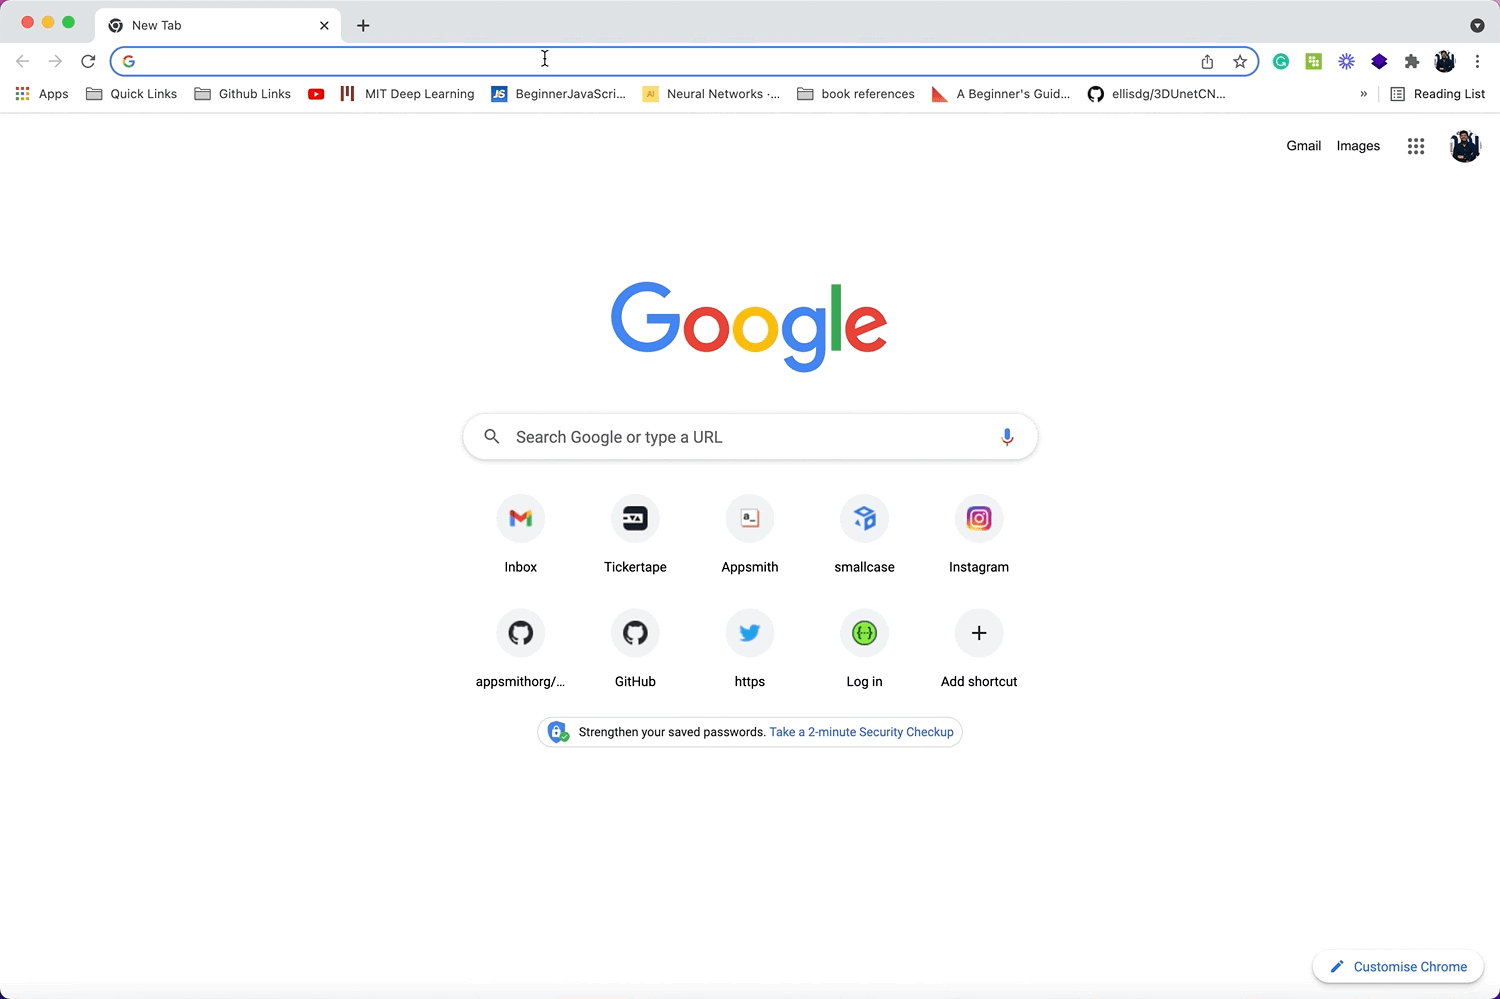 New Tab
Apps Quick Links Github Links MIT Deep Learning JS BeginnerJavaScri... AI Neural Networks -... book references A Beginner's Guid... ellisdg/3DUnetCN... » Reading List
Gmail Images
Google
Search Google or type a URL
Inbox Tickertape Appsmith smallcase Instagram
appsmithorg/... GitHub https Log in Add shortcut
Strengthen your saved passwords. Take a 2-minute Security Checkup
Customise Chrome